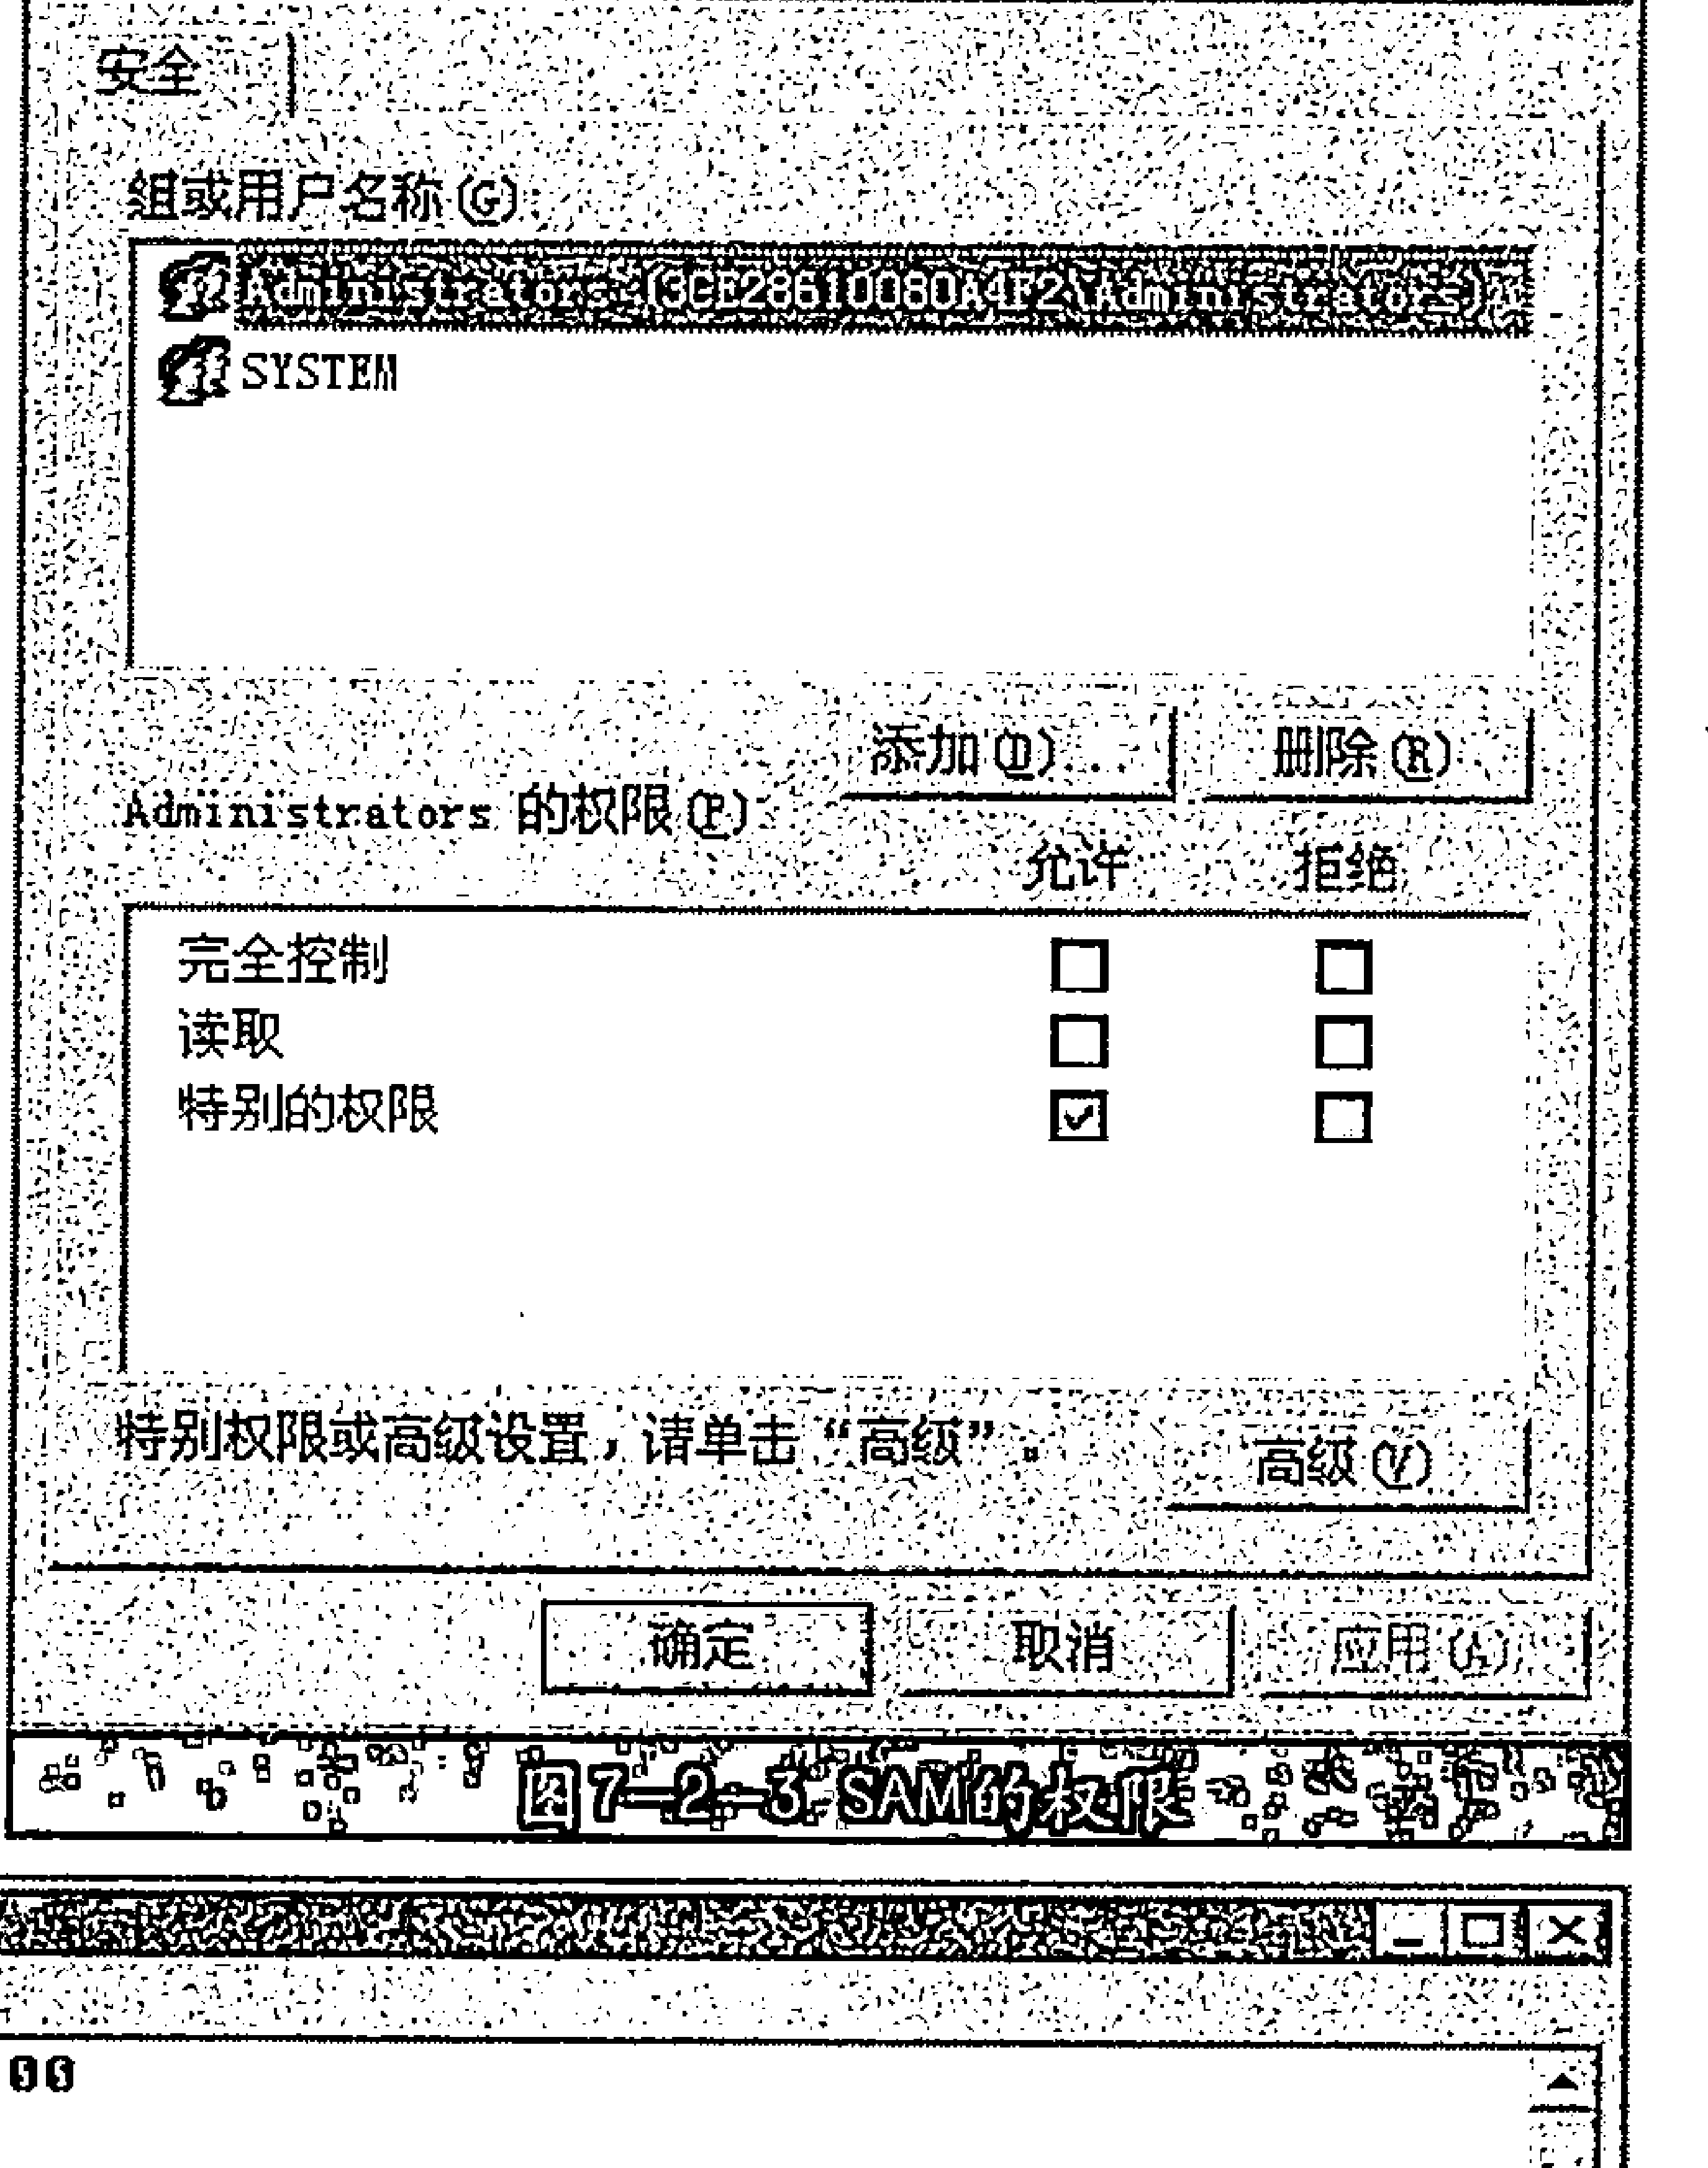 安全
组或用户名称(G)
Administrators (3CE28610080A4F2\Administrators)
SYSTEM
添加(D)... 删除(R)
Administrators 的权限(P)
允许 拒绝
完全控制
读取
特别的权限
特别权限或高级设置，请单击“高级”。
高级(V)
确定 取消 应用(A)
图7-2-3 SAM的权限